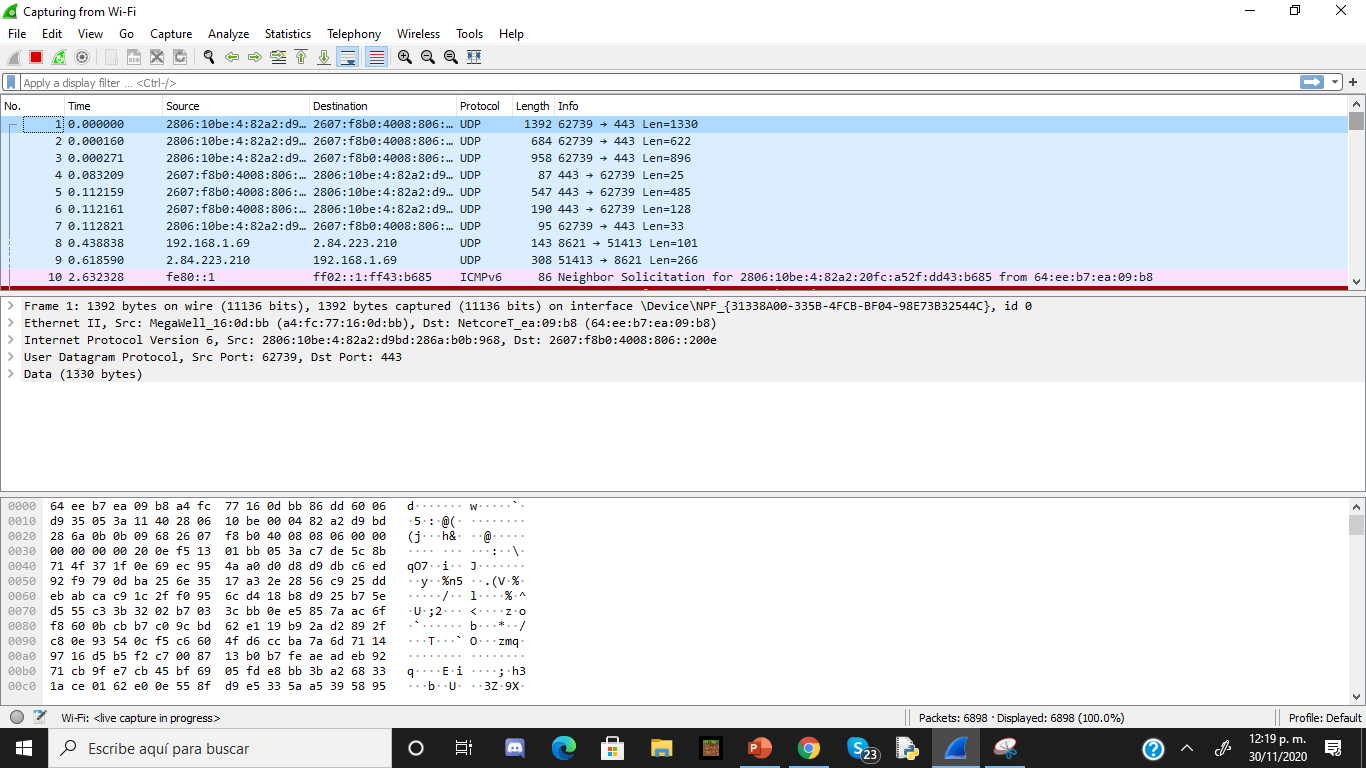 Capturing from Wi-Fi
File Edit View Go Capture Analyze Statistics Telephony Wireless Tools Help
Apply a display filter ... <Ctrl-/>
No. Time Source Destination Protocol Length Info
1 0.000000 2806:10be:4:82a2:d9… 2607:f8b0:4008:806:… UDP 1392 62739 → 443 Len=1330
2 0.000160 2806:10be:4:82a2:d9… 2607:f8b0:4008:806:… UDP 684 62739 → 443 Len=622
3 0.000271 2806:10be:4:82a2:d9… 2607:f8b0:4008:806:… UDP 958 62739 → 443 Len=896
4 0.083209 2607:f8b0:4008:806:… 2806:10be:4:82a2:d9… UDP 87 443 → 62739 Len=25
5 0.112159 2607:f8b0:4008:806:… 2806:10be:4:82a2:d9… UDP 547 443 → 62739 Len=485
6 0.112161 2607:f8b0:4008:806:… 2806:10be:4:82a2:d9… UDP 190 443 → 62739 Len=128
7 0.112821 2806:10be:4:82a2:d9… 2607:f8b0:4008:806:… UDP 95 62739 → 443 Len=33
8 0.438838 192.168.1.69 2.84.223.210 UDP 143 8621 → 51413 Len=101
9 0.618590 2.84.223.210 192.168.1.69 UDP 308 51413 → 8621 Len=266
10 2.632328 fe80::1 ff02::1:ff43:b685 ICMPv6 86 Neighbor Solicitation for 2806:10be:4:82a2:20fc:a52f:dd43:b685 from 64:ee:b7:ea:09:b8
Frame 1: 1392 bytes on wire (11136 bits), 1392 bytes captured (11136 bits) on interface \Device\NPF_{31338A00-335B-4FCB-BF04-98E73B32544C}, id 0
Ethernet II, Src: MegaWell_16:0d:bb (a4:fc:77:16:0d:bb), Dst: NetcoreT_ea:09:b8 (64:ee:b7:ea:09:b8)
Internet Protocol Version 6, Src: 2806:10be:4:82a2:d9bd:286a:b0b:968, Dst: 2607:f8b0:4008:806::200e
User Datagram Protocol, Src Port: 62739, Dst Port: 443
Data (1330 bytes)
0000 64 ee b7 ea 09 b8 a4 fc 77 16 0d bb 86 dd 60 06 d······· w·····`·
0010 d9 35 05 3a 11 40 28 06 10 be 00 04 82 a2 d9 bd ·5·:·@(· ········
0020 28 6a 0b 0b 09 68 26 07 f8 b0 40 08 08 06 00 00 (j···h&· ··@·····
0030 00 00 00 00 20 0e f5 13 01 bb 05 3a c7 de 5c 8b ···· ··· ···:··\·
0040 71 4f 37 1f 0e 69 ec 95 4a a0 d0 d8 d9 db c6 ed qO7··i·· J·······
0050 92 f9 79 0d ba 25 6e 35 17 a3 2e 28 56 c9 25 dd ··y··%n5 ··.(V·%·
0060 eb ab ca c9 1c 2f f0 95 6c d4 18 b8 d9 25 b7 5e ·····/·· l····%·^
0070 d5 55 c3 3b 32 02 b7 03 3c bb 0e e5 85 7a ac 6f ·U·;2··· <····z·o
0080 f8 60 0b cb b7 c0 9c bd 62 e1 19 b9 2a d2 89 2f ·`······ b···*··/
0090 c8 0e 93 54 0c f5 c6 60 4f d6 cc ba 7a 6d 71 14 ···T···` O···zmq·
00a0 97 16 d5 b5 f2 c7 00 87 13 b0 b7 fe ae ad eb 92 ········ ········
00b0 71 cb 9f e7 cb 45 bf 69 05 fd e8 bb 3b a2 68 33 q····E·i ····;·h3
00c0 1a ce 01 62 e0 0e 55 8f d9 e5 33 5a a5 39 58 95 ···b··U· ··3Z·9X·
Wi-Fi: <live capture in progress> Packets: 6898 · Displayed: 6898 (100.0%) Profile: Default
Escribe aquí para buscar
23
12:19 p. m.
30/11/2020